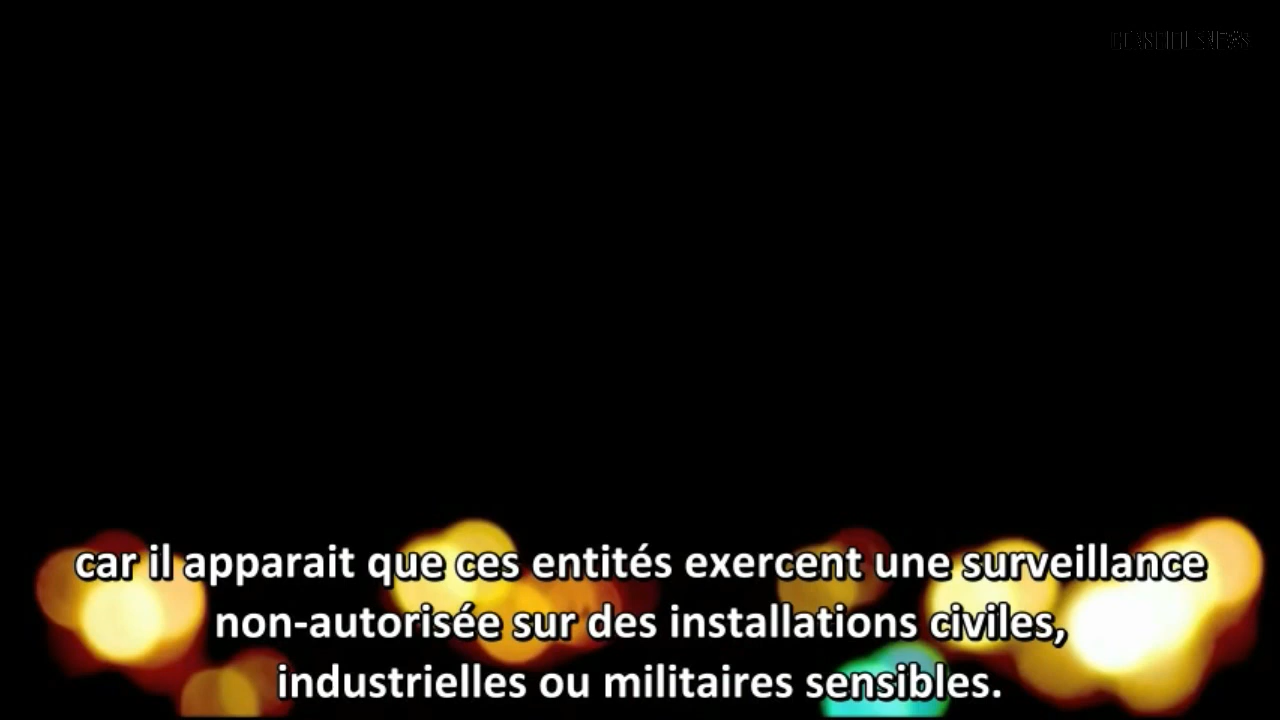 car il apparait que ces entités exercent une surveillance
non-autorisée sur des installations civiles,
industrielles ou militaires sensibles.